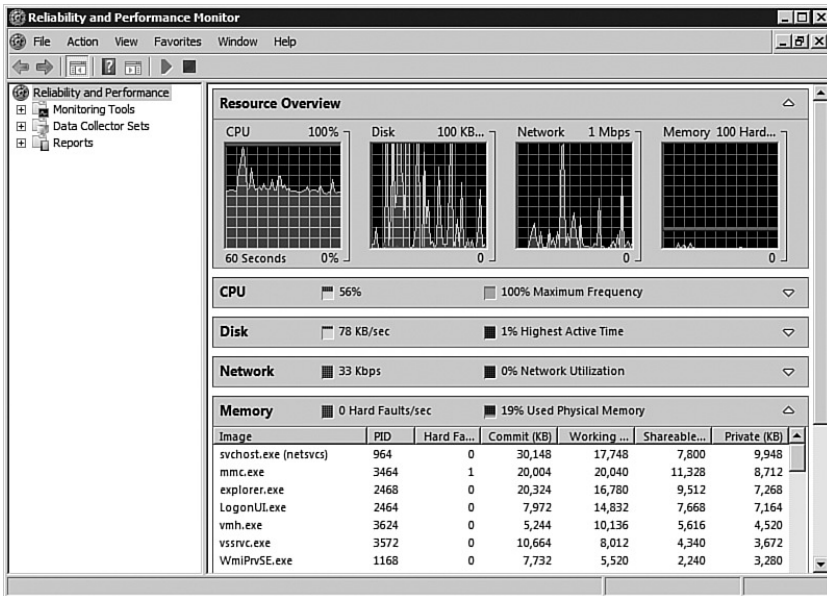 Reliability and Performance Monitor
File Action View Favorites Window Help
Reliability and Performance
Monitoring Tools
Data Collector Sets
Reports
Resource Overview
CPU 100% Disk 100 KB... Network 1 Mbps Memory 100 Hard...
60 Seconds 0% 0 0 0
CPU 56% 100% Maximum Frequency
Disk 78 KB/sec 1% Highest Active Time
Network 33 Kbps 0% Network Utilization
Memory 0 Hard Faults/sec 19% Used Physical Memory
Image PID Hard Fa... Commit (KB) Working ... Shareable... Private (KB)
svchost.exe (netsvcs) 964 0 30,148 17,748 7,800 9,948
mmc.exe 3464 1 20,004 20,040 11,328 8,712
explorer.exe 2468 0 20,324 16,780 9,512 7,268
LogonUI.exe 2464 0 7,972 14,832 7,668 7,164
vmh.exe 3624 0 5,244 10,136 5,616 4,520
vssrvc.exe 3572 0 10,664 8,012 4,340 3,672
WmiPrvSE.exe 1168 0 7,732 5,520 2,240 3,280